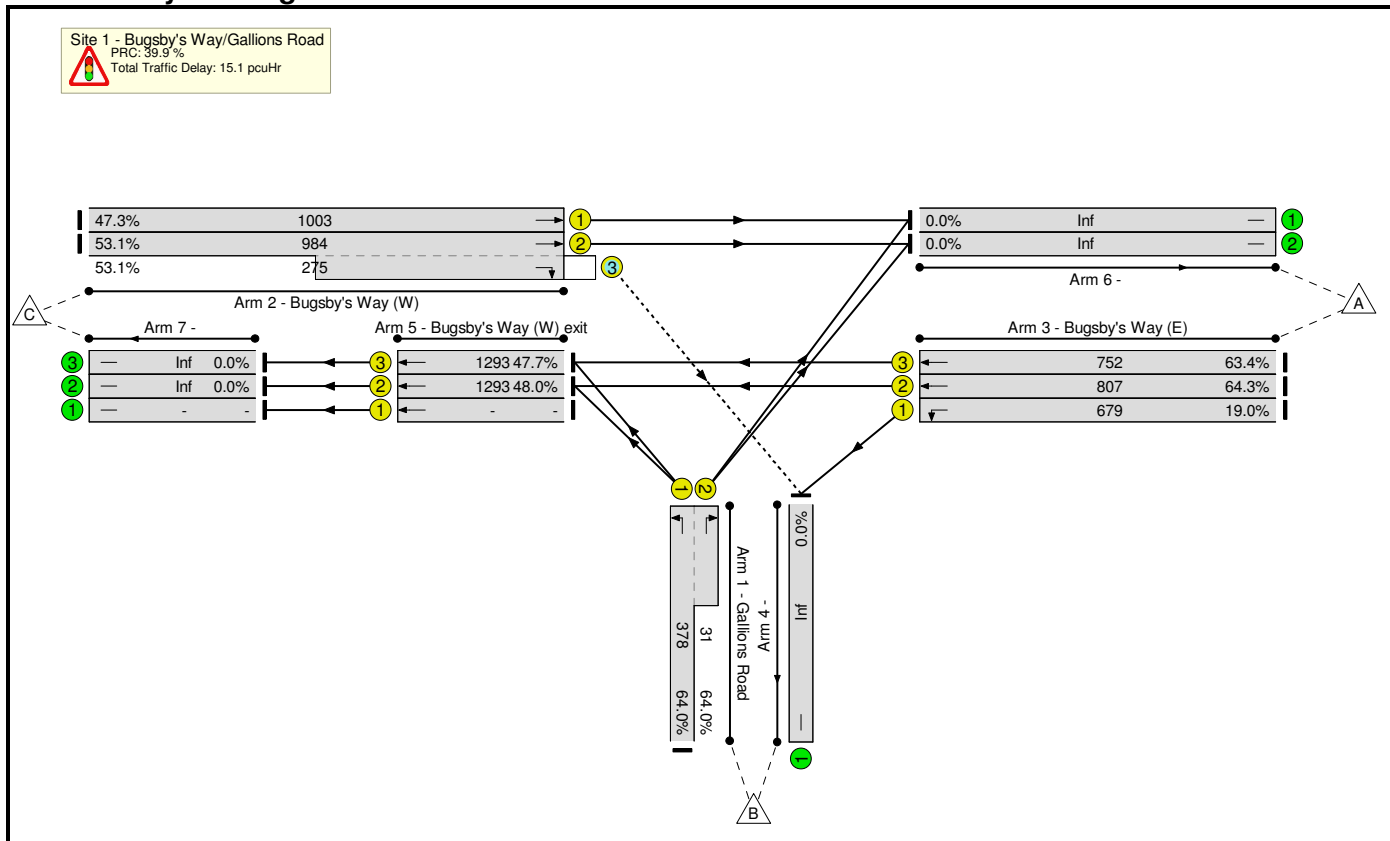 Site 1 - Bugsby's Way/Gallions Road
PRC: 39.9 %
Total Traffic Delay: 15.1 pcuHr
47.3% 1003 1
53.1% 984 2
53.1% 275 3
Arm 2 - Bugsby's Way (W)
0.0% Inf 1
0.0% Inf 2
Arm 6 -
C
A
Arm 7 -
Arm 5 - Bugsby's Way (W) exit
Arm 3 - Bugsby's Way (E)
3 Inf 0.0%
2 Inf 0.0%
1 - -
3 1293 47.7%
2 1293 48.0%
1 - -
3 752 63.4%
2 807 64.3%
1 679 19.0%
1 2
378 64.0%
31 64.0%
Arm 1 - Gallions Road
Arm 4 -
0.0% Inf
1
B